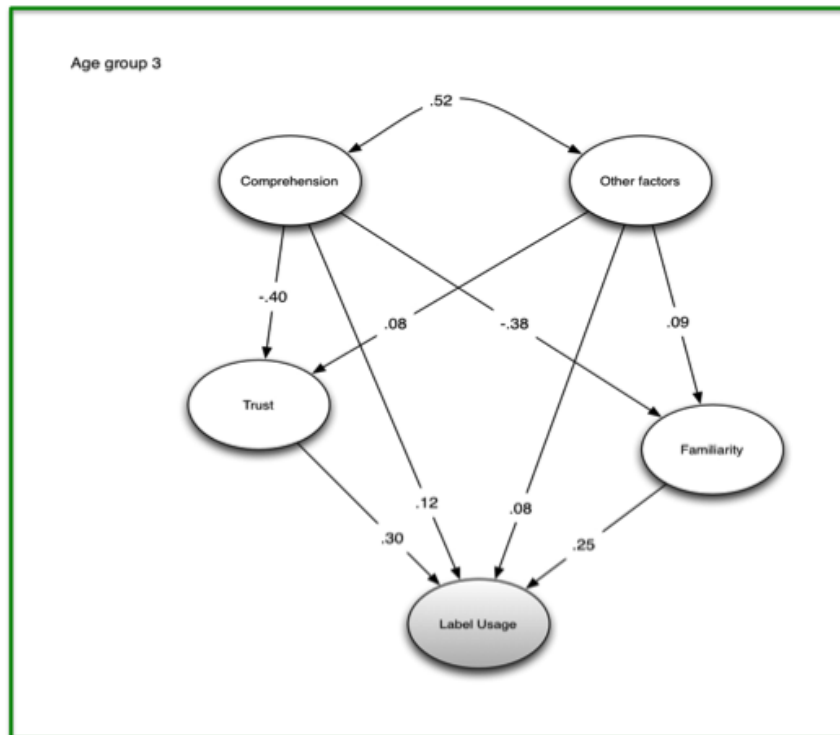 Age group 3
.52
Comprehension
Other factors
-.40
.08
-.38
.09
Trust
Familiarity
.12
.08
.30
.25
Label Usage